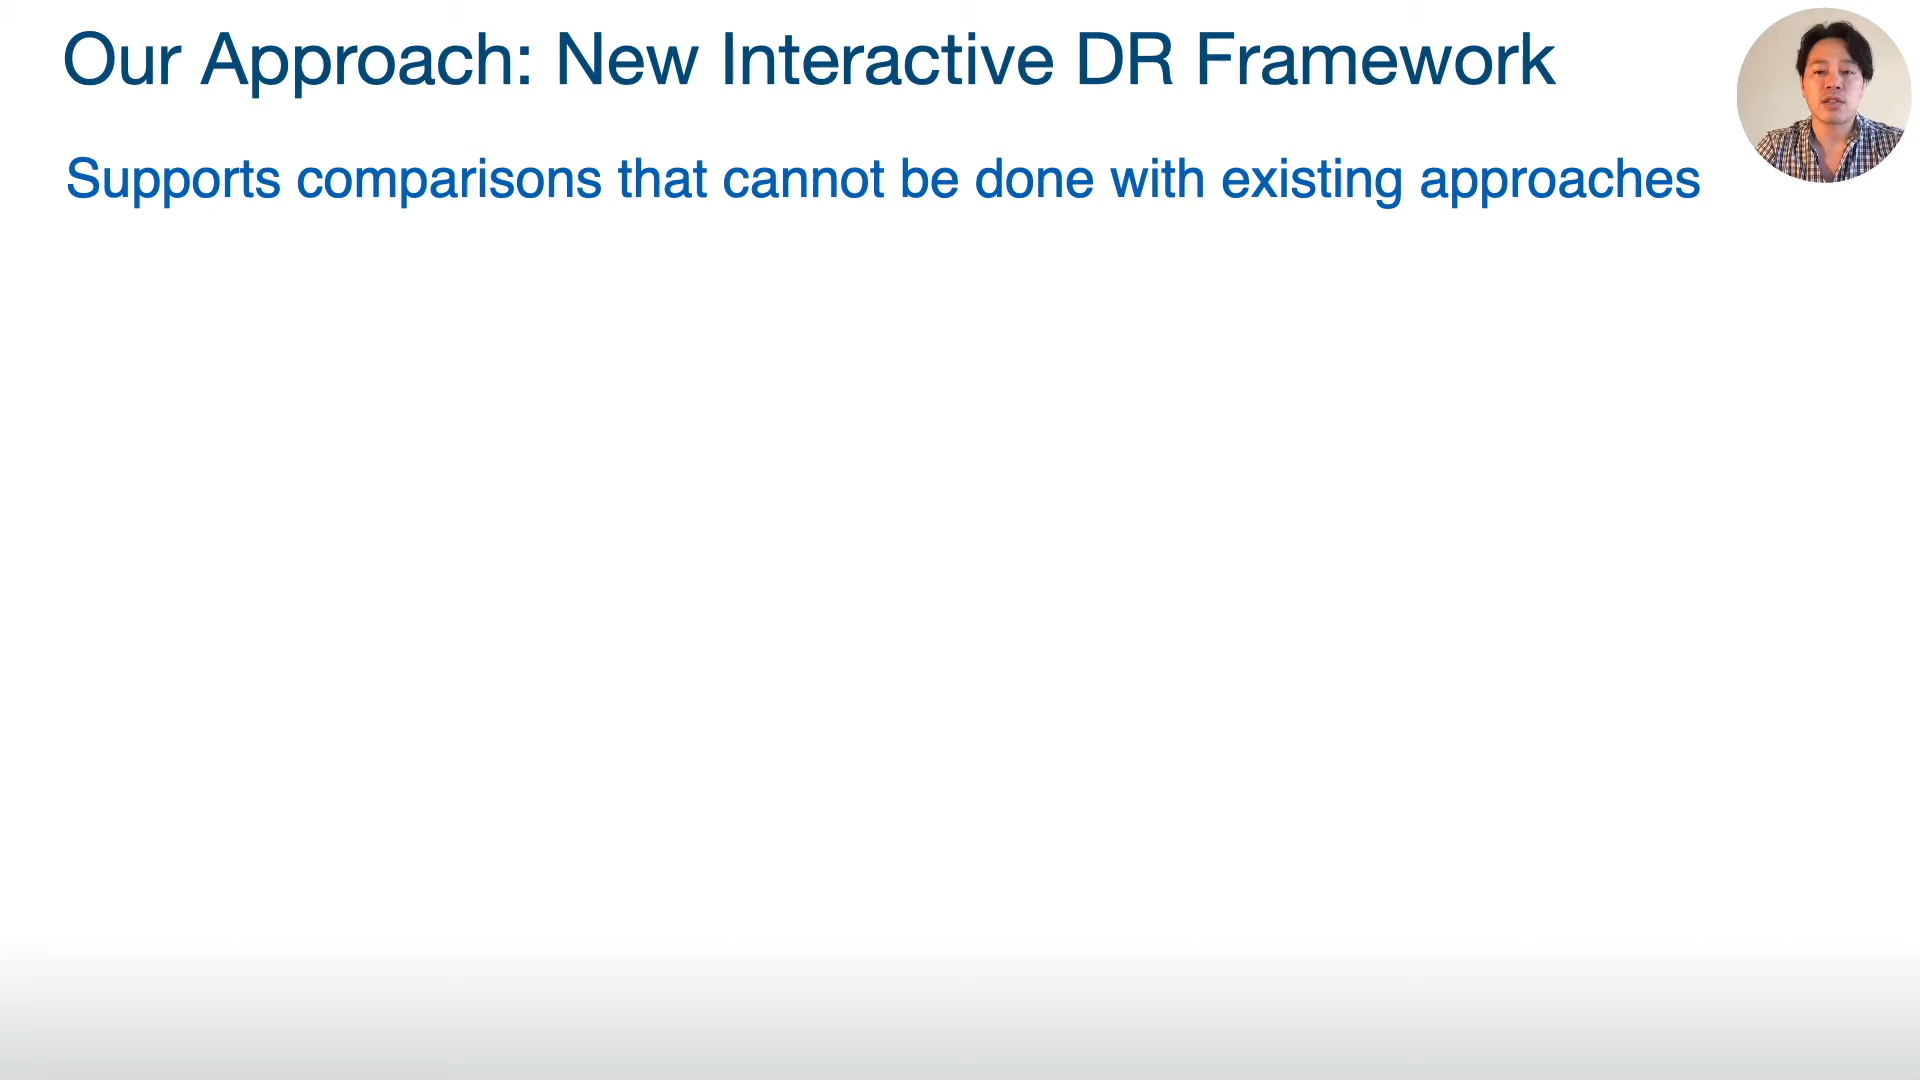 Our Approach: New Interactive DR Framework
Supports comparisons that cannot be done with existing approaches